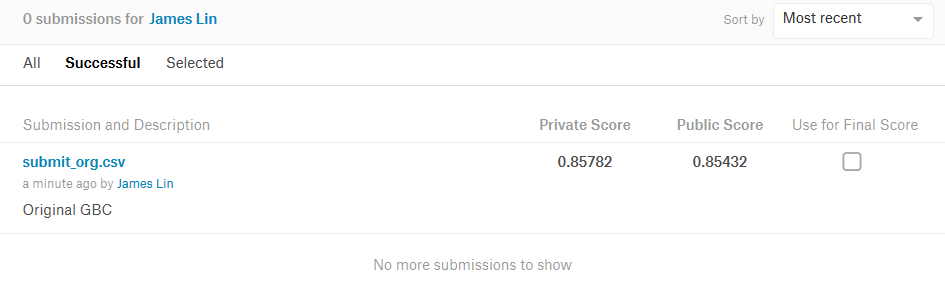 0 submissions for James Lin Sort by Most recent
All Successful Selected
Submission and Description Private Score Public Score Use for Final Score
submit_org.csv 0.85782 0.85432
a minute ago by James Lin
Original GBC
No more submissions to show